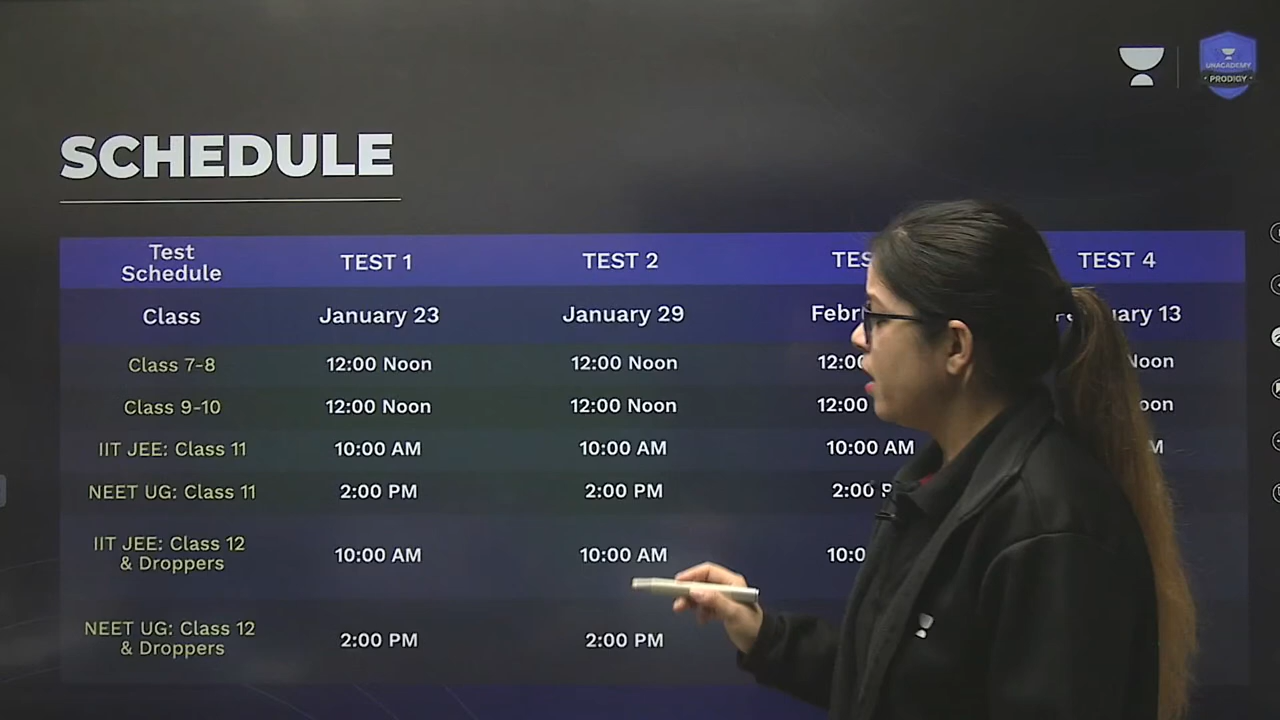 UNACADEMY
PRODIGY
SCHEDULE
Test Schedule TEST 1 TEST 2 TEST 4
Class January 23 January 29 13
Class 7-8 12:00 Noon 12:00 Noon
Class 9-10 12:00 Noon 12:00 Noon
IIT JEE: Class 11 10:00 AM 10:00 AM 10:00 AM
NEET UG: Class 11 2:00 PM 2:00 PM 2:00
IIT JEE: Class 12 & Droppers 10:00 AM 10:00 AM
NEET UG: Class 12 & Droppers 2:00 PM 2:00 PM